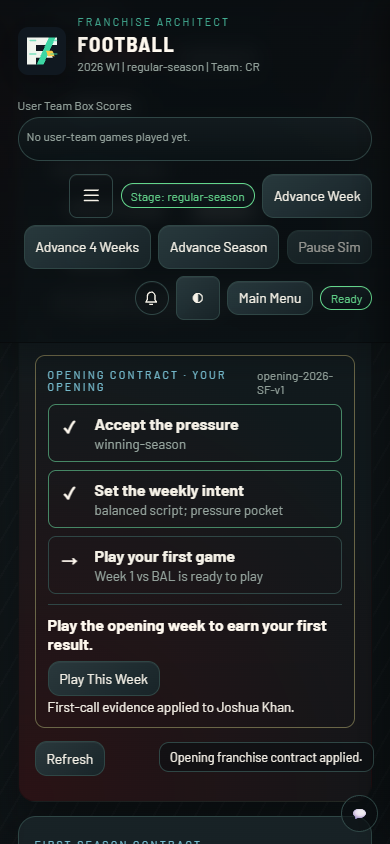 FRANCHISE ARCHITECT
FOOTBALL
2026 W1 | regular-season | Team: CR
User Team Box Scores
No user-team games played yet.
Stage: regular-season
Advance Week
Advance 4 Weeks
Advance Season
Pause Sim
Main Menu
Ready
OPENING CONTRACT · YOUR
OPENING
opening-2026-
SF-v1
Accept the pressure
winning-season
Set the weekly intent
balanced script; pressure pocket
Play your first game
Week 1 vs BAL is ready to play
Play the opening week to earn your first
result.
Play This Week
First-call evidence applied to Joshua Khan.
Refresh
Opening franchise contract applied.
FIRST SEASON CONTRACT